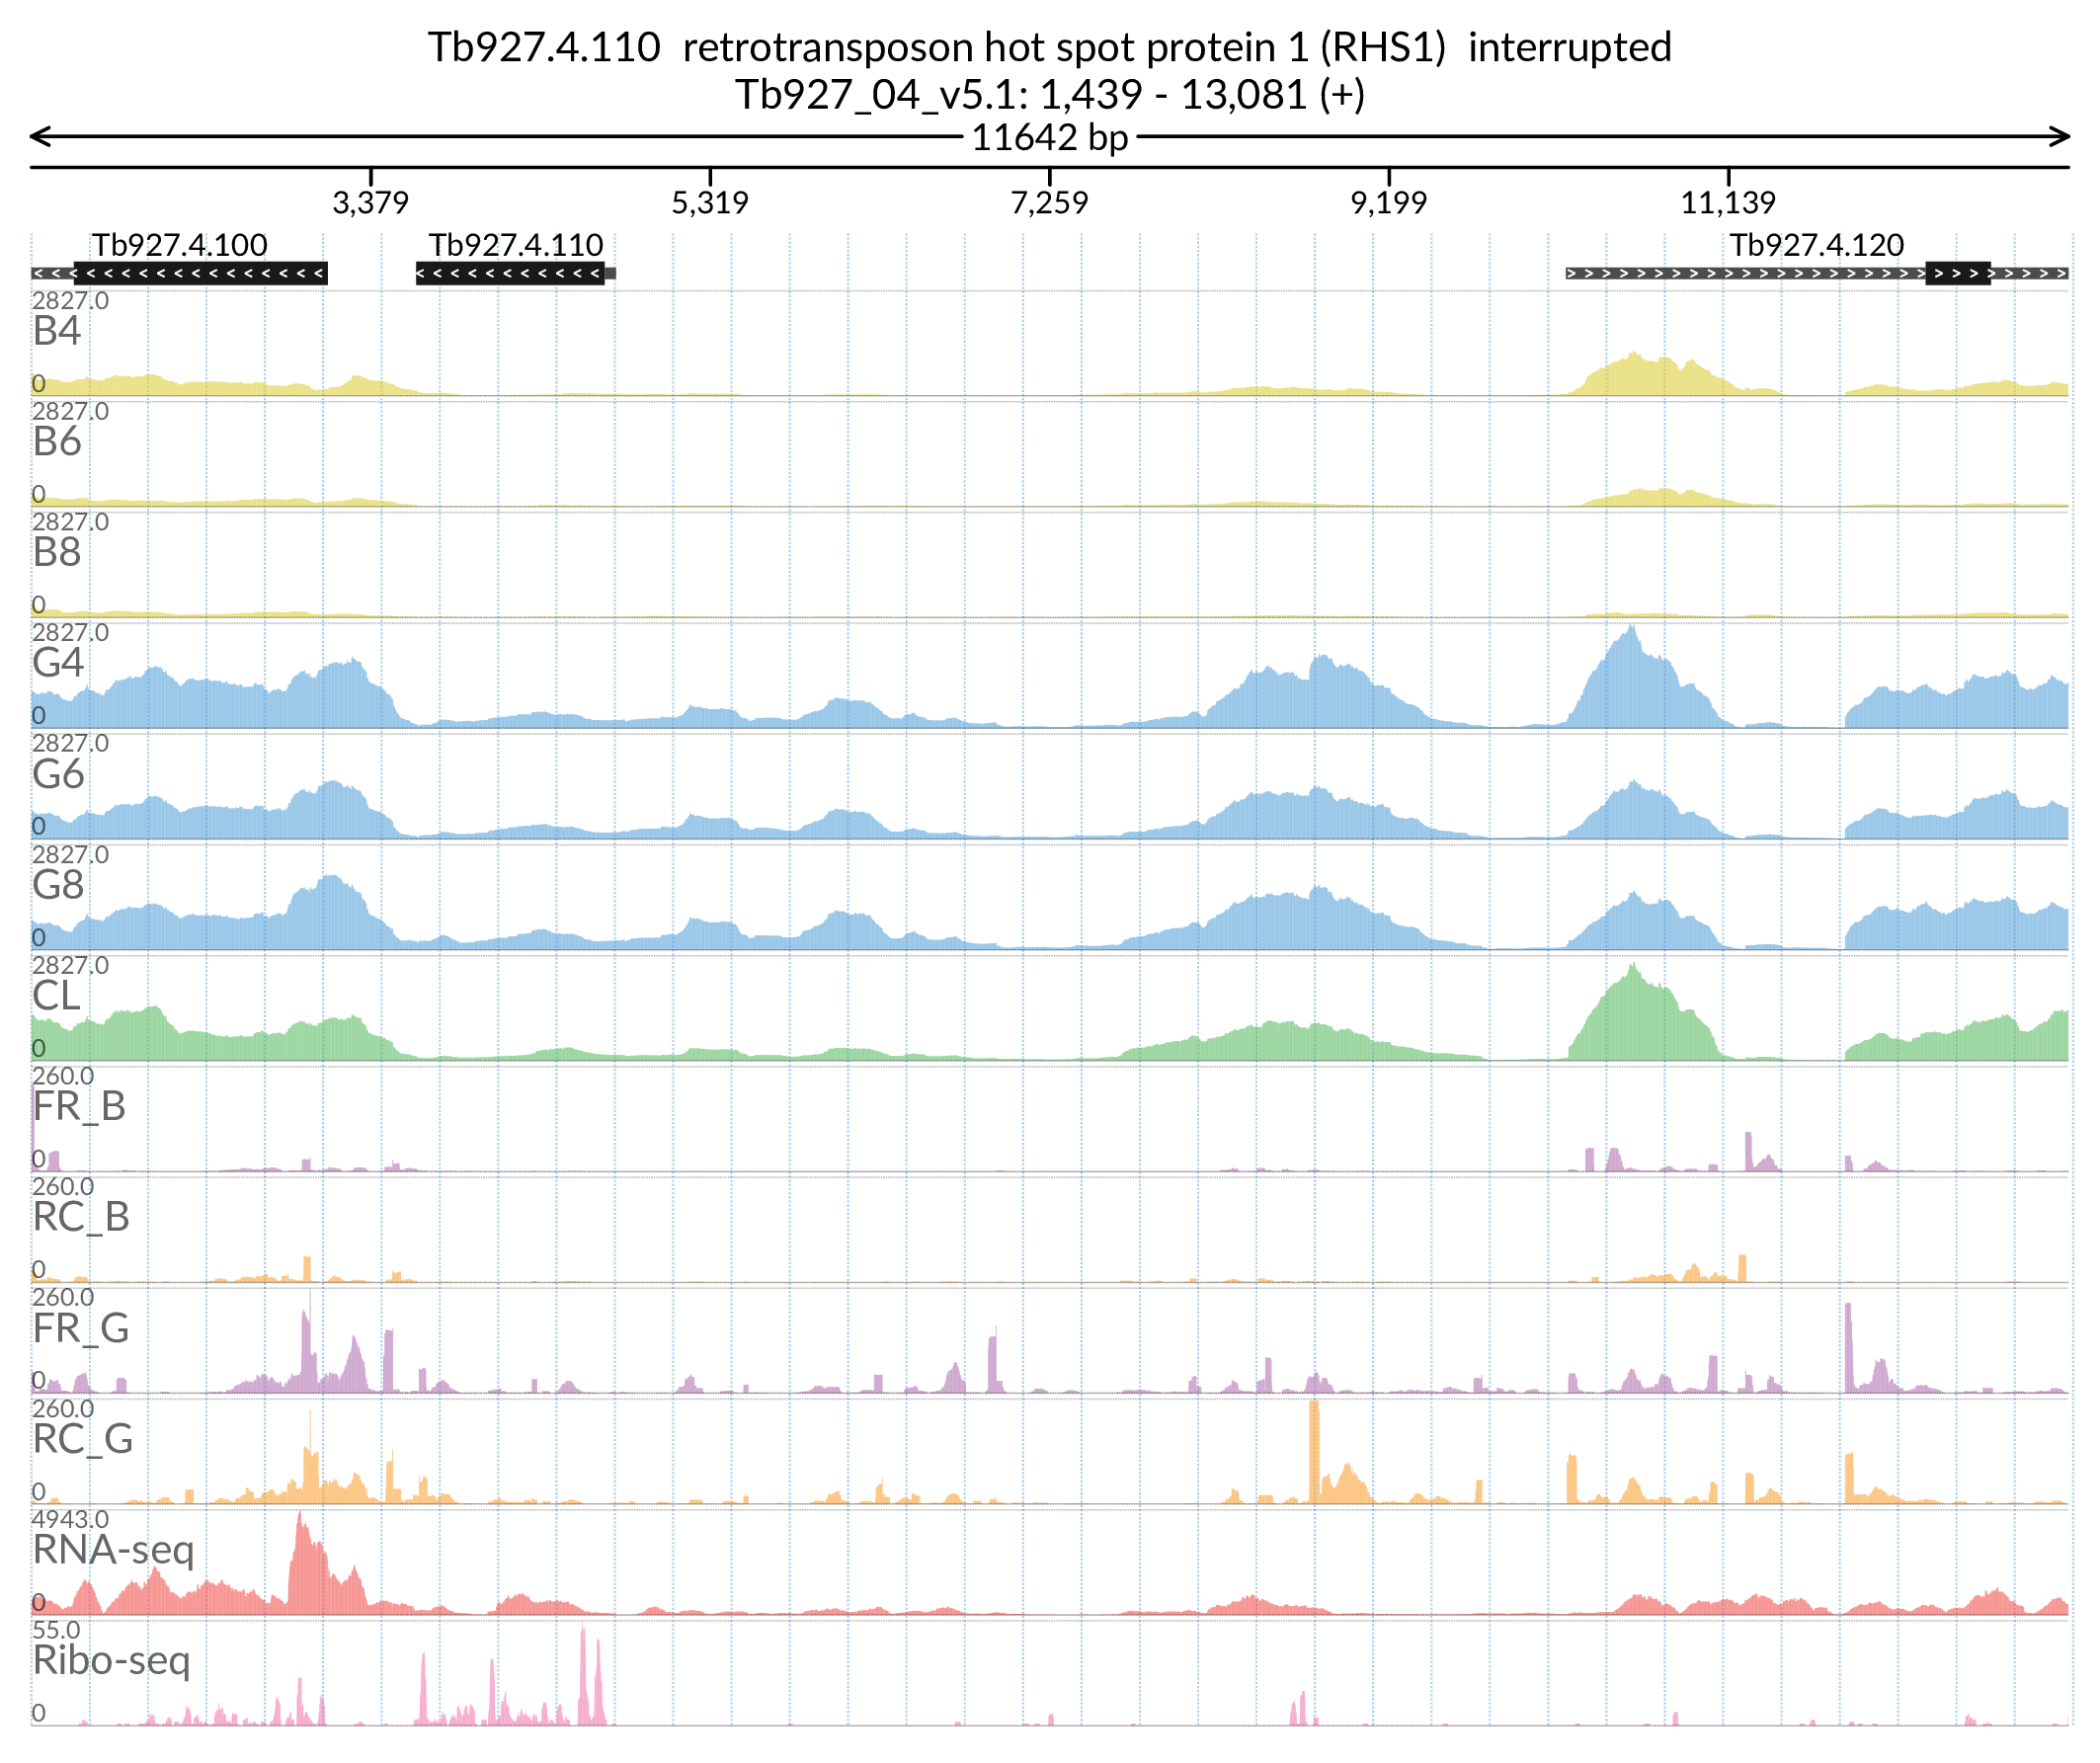 Tb927.4.110  retrotransposon hot spot protein 1 (RHS1)  interrupted
Tb927_04_v5.1: 1,439 - 13,081 (+)
11642 bp
3,379 5,319 7,259 9,199 11,139
Tb927.4.100 Tb927.4.110 Tb927.4.120
2827.0
B4
0
2827.0
B6
0
2827.0
B8
0
2827.0
G4
0
2827.0
G6
0
2827.0
G8
0
2827.0
CL
0
260.0
FR_B
0
260.0
RC_B
0
260.0
FR_G
0
260.0
RC_G
0
4943.0
RNA-seq
0
55.0
Ribo-seq
0